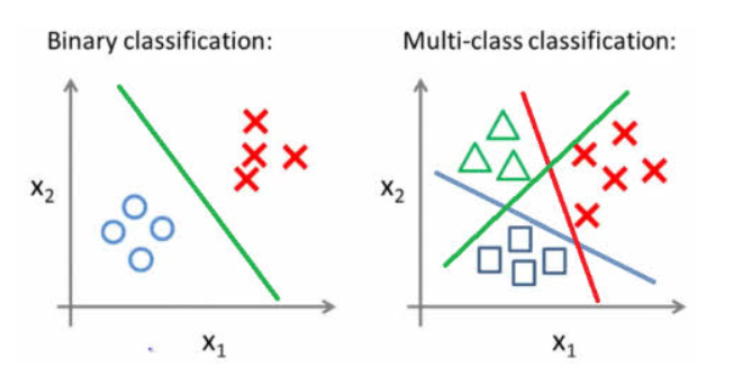 Binary classification:
Multi-class classification:
X2
X1
X2
X1